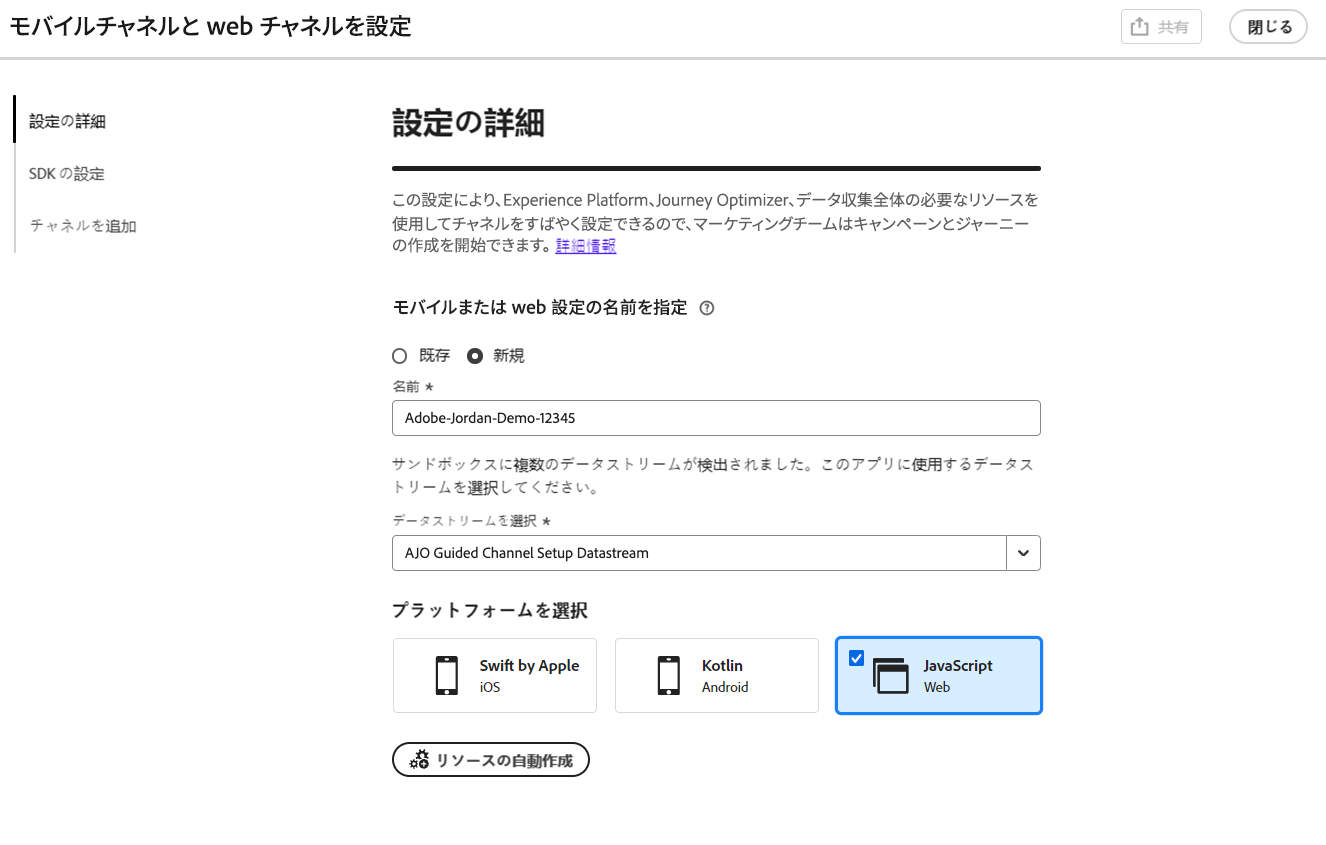 モバイルチャネルと web チャネルを設定
共有
閉じる
設定の詳細
SDK の設定
チャネルを追加
設定の詳細
この設定により、Experience Platform、Journey Optimizer、データ収集全体の必要なリソースを
使用してチャネルをすばやく設定できるので、マーケティングチームはキャンペーンとジャーニー
の作成を開始できます。詳細情報
モバイルまたは web 設定の名前を指定
既存 新規
名前 *
Adobe-Jordan-Demo-12345
サンドボックスに複数のデータストリームが検出されました。このアプリに使用するデータス
トリームを選択してください。
データストリームを選択 *
AJO Guided Channel Setup Datastream
プラットフォームを選択
Swift by Apple
iOS
Kotlin
Android
JavaScript
Web
リソースの自動作成